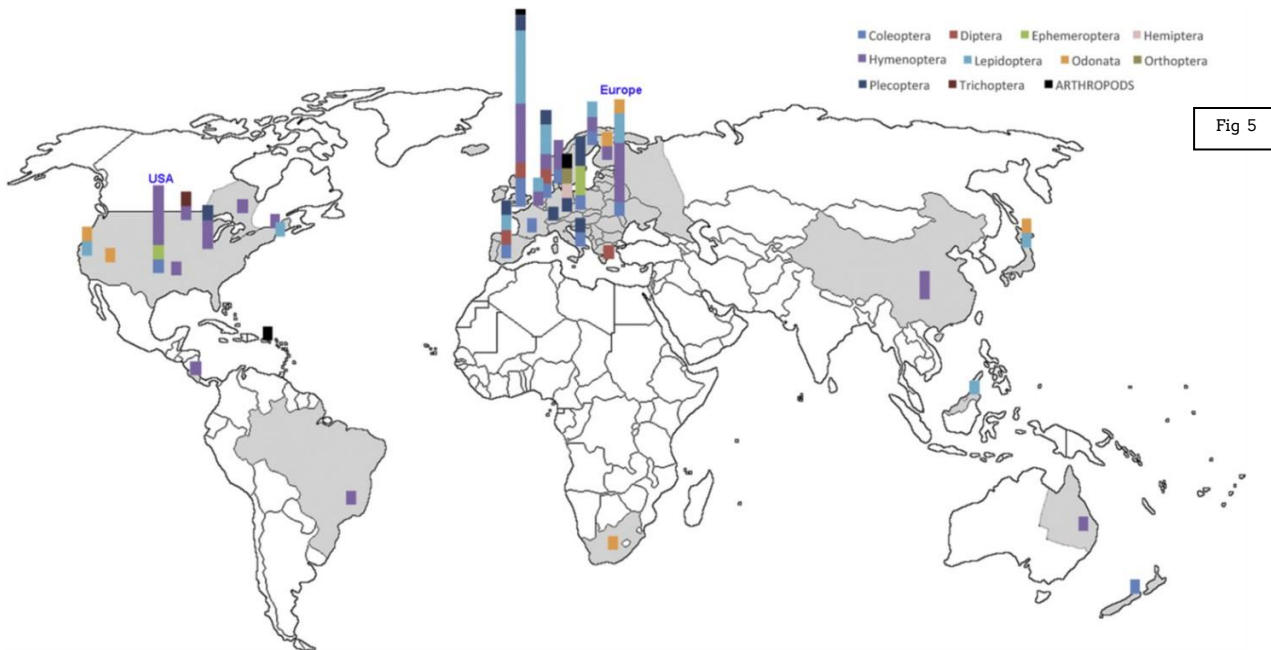 Coleoptera Diptera Ephemeroptera Hemiptera
Hymenoptera Lepidoptera Odonata Orthoptera
Plecoptera Trichoptera ARTHROPODS
Europe
Fig 5
USA